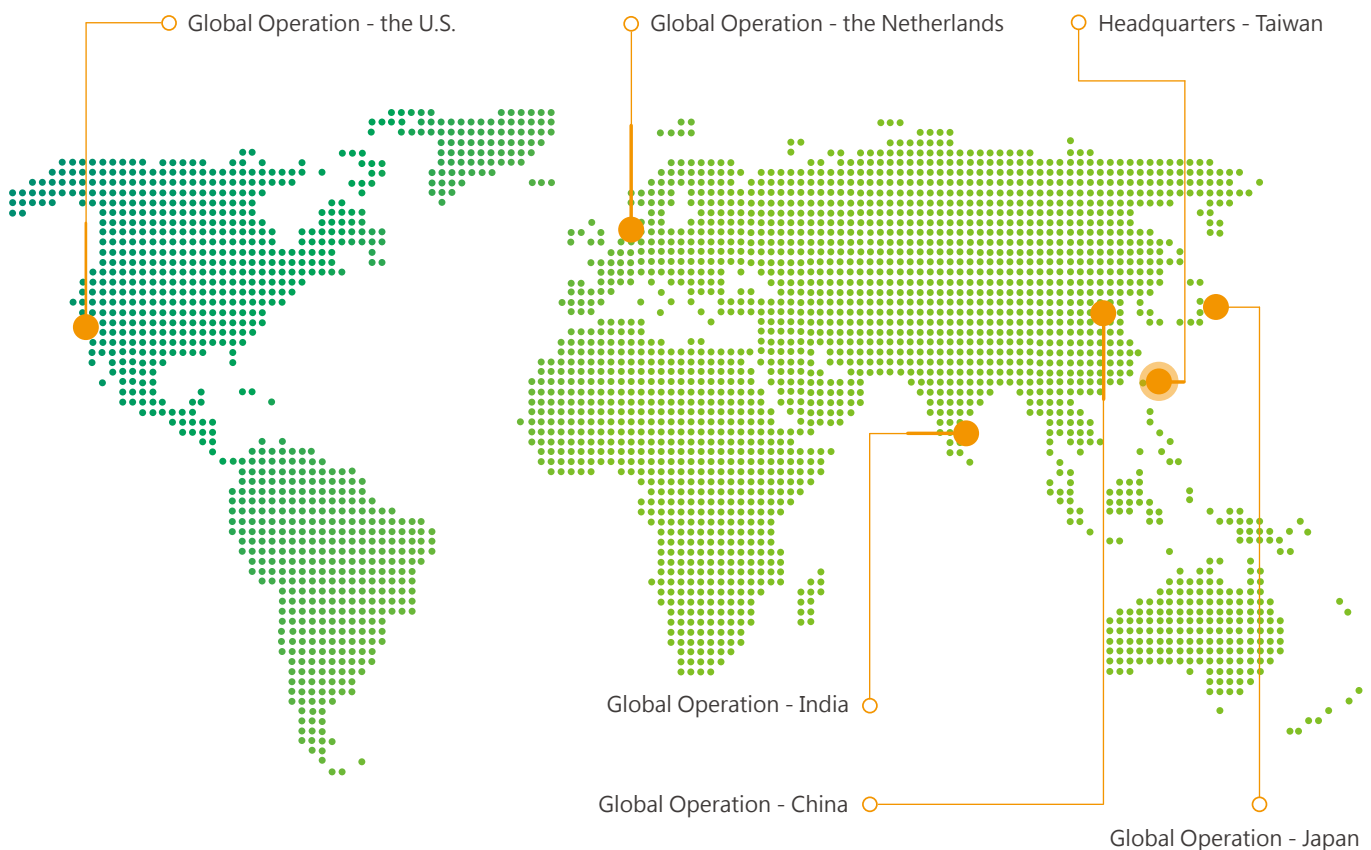 Global Operation - the U.S.
Global Operation - the Netherlands
Headquarters - Taiwan
Global Operation - India
Global Operation - China
Global Operation - Japan